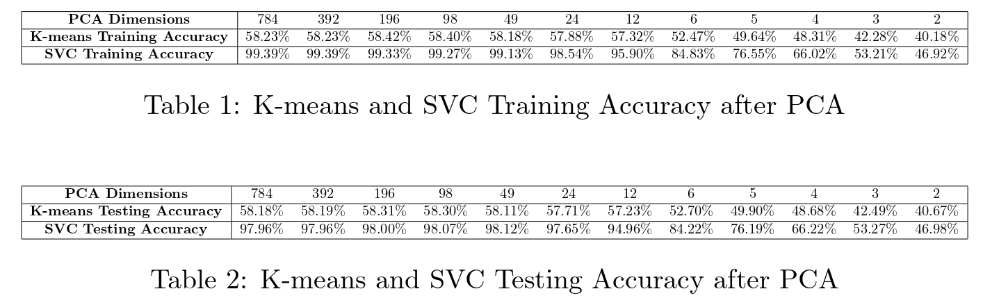 PCA Dimensions 784 392 196 98 49 24 12 6 5 4 3 2
K-means Training Accuracy 58.23% 58.23% 58.42% 58.40% 58.18% 57.88% 57.32% 52.47% 49.64% 48.31% 42.28% 40.18%
SVC Training Accuracy 99.39% 99.39% 99.33% 99.27% 99.13% 98.54% 95.90% 84.83% 76.55% 66.02% 53.21% 46.92%
Table 1: K-means and SVC Training Accuracy after PCA
PCA Dimensions 784 392 196 98 49 24 12 6 5 4 3 2
K-means Testing Accuracy 58.18% 58.19% 58.31% 58.30% 58.11% 57.71% 57.23% 52.70% 49.90% 48.68% 42.49% 40.67%
SVC Testing Accuracy 97.96% 97.96% 98.00% 98.07% 98.12% 97.65% 94.96% 84.22% 76.19% 66.22% 53.27% 46.98%
Table 2: K-means and SVC Testing Accuracy after PCA